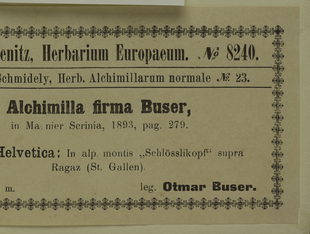 enitz, Herbarium Europaeum. № 8240.
Schmidely, Herb. Alchimillarum normale № 23.
Alchimilla firma Buser,
in Ma. nier Scrinia, 1893, pag. 279.
Helvetica: In alp. montis „Schlösslikopf“ supra
Ragaz (St. Gallen).
m. leg. Otmar Buser.